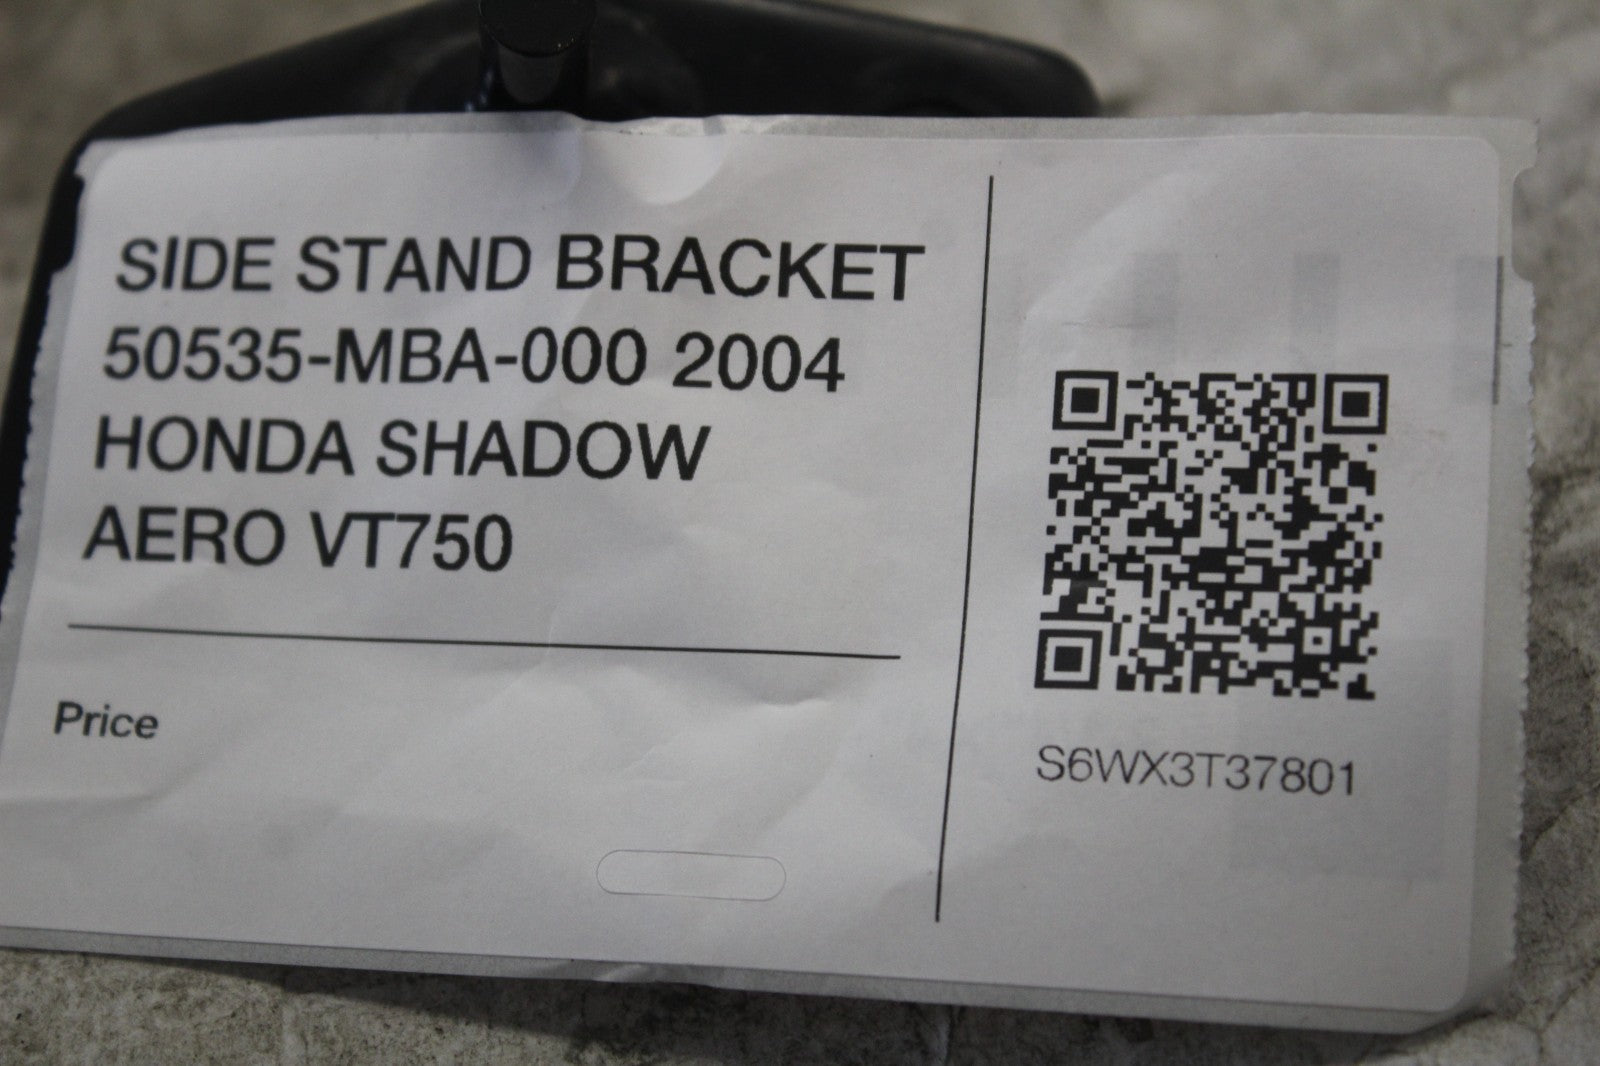 SIDE STAND BRACKET
50535-MBA-000 2004
HONDA SHADOW
AERO VT750
Price
S6WX3T37801